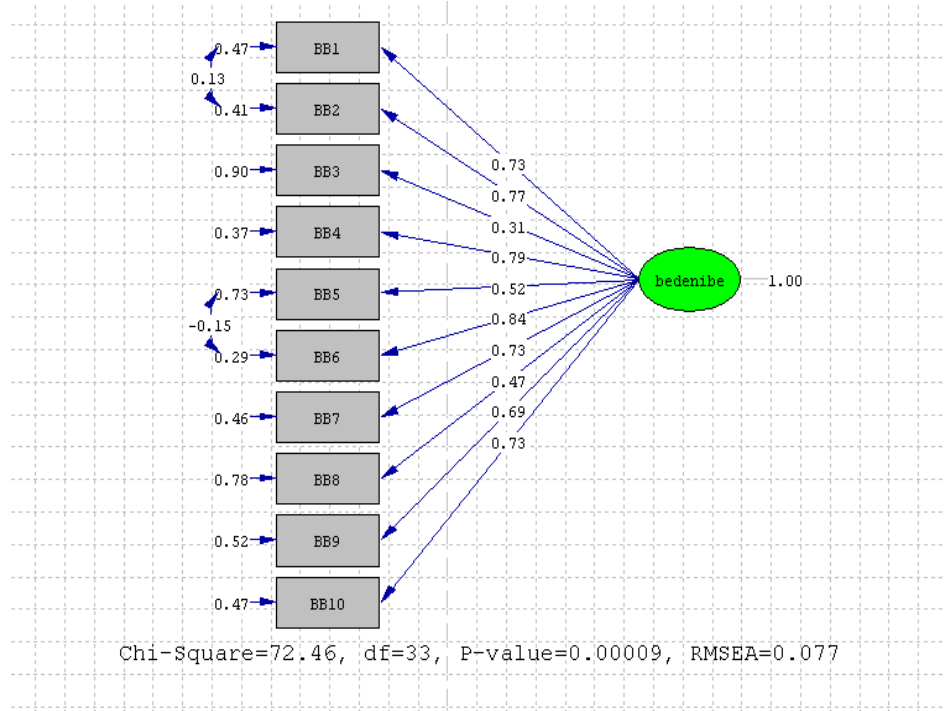 0.47 BB1
0.13
0.41 BB2
0.90 BB3
0.37 BB4
0.73 BB5
-0.15
0.29 BB6
0.46 BB7
0.78 BB8
0.52 BB9
0.47 BB10
0.73
0.77
0.31
0.79
0.52
0.84
0.73
0.47
0.69
0.73
bedenibe 1.00
Chi-Square=72.46, df=33, P-value=0.00009, RMSEA=0.077